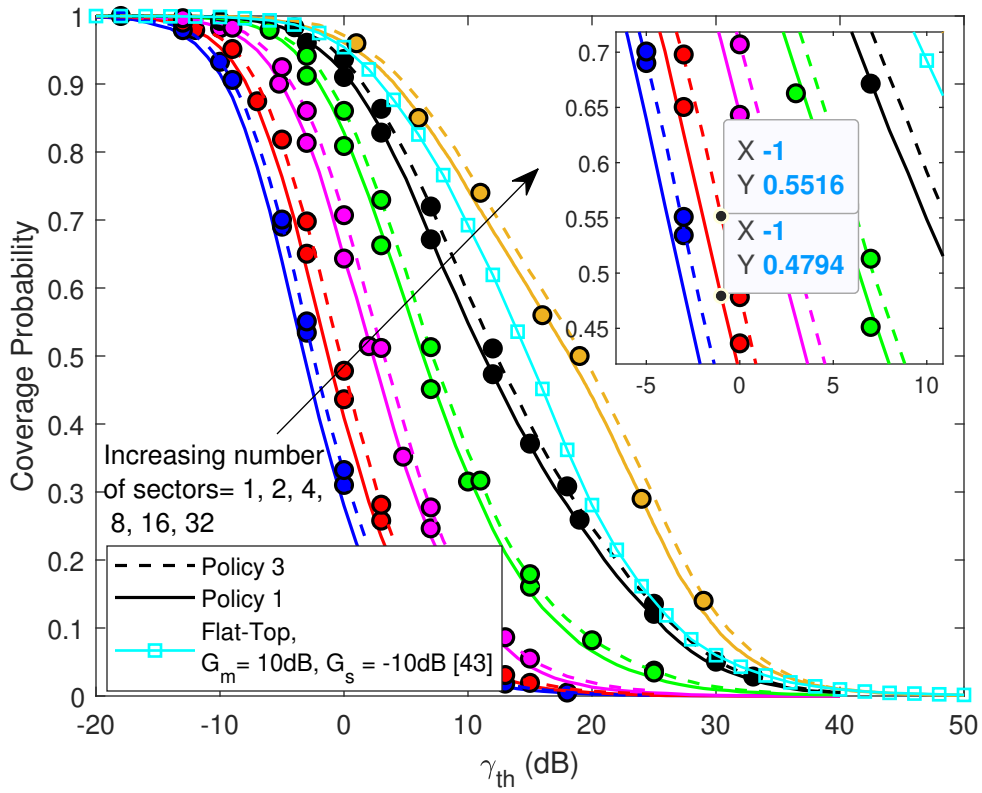 Coverage Probability
1
0.9
0.8
0.7
0.6
0.5
0.4
0.3
0.2
0.1
0
-20
-10
0
10
20
30
40
50
γth (dB)
Increasing number
of sectors= 1, 2, 4,
8, 16, 32
Policy 3
Policy 1
Flat-Top,
Gm= 10dB, Gs = -10dB [43]
0.7
0.65
0.6
0.55
0.5
0.45
-5
0
5
10
X -1
Y 0.5516
X -1
Y 0.4794